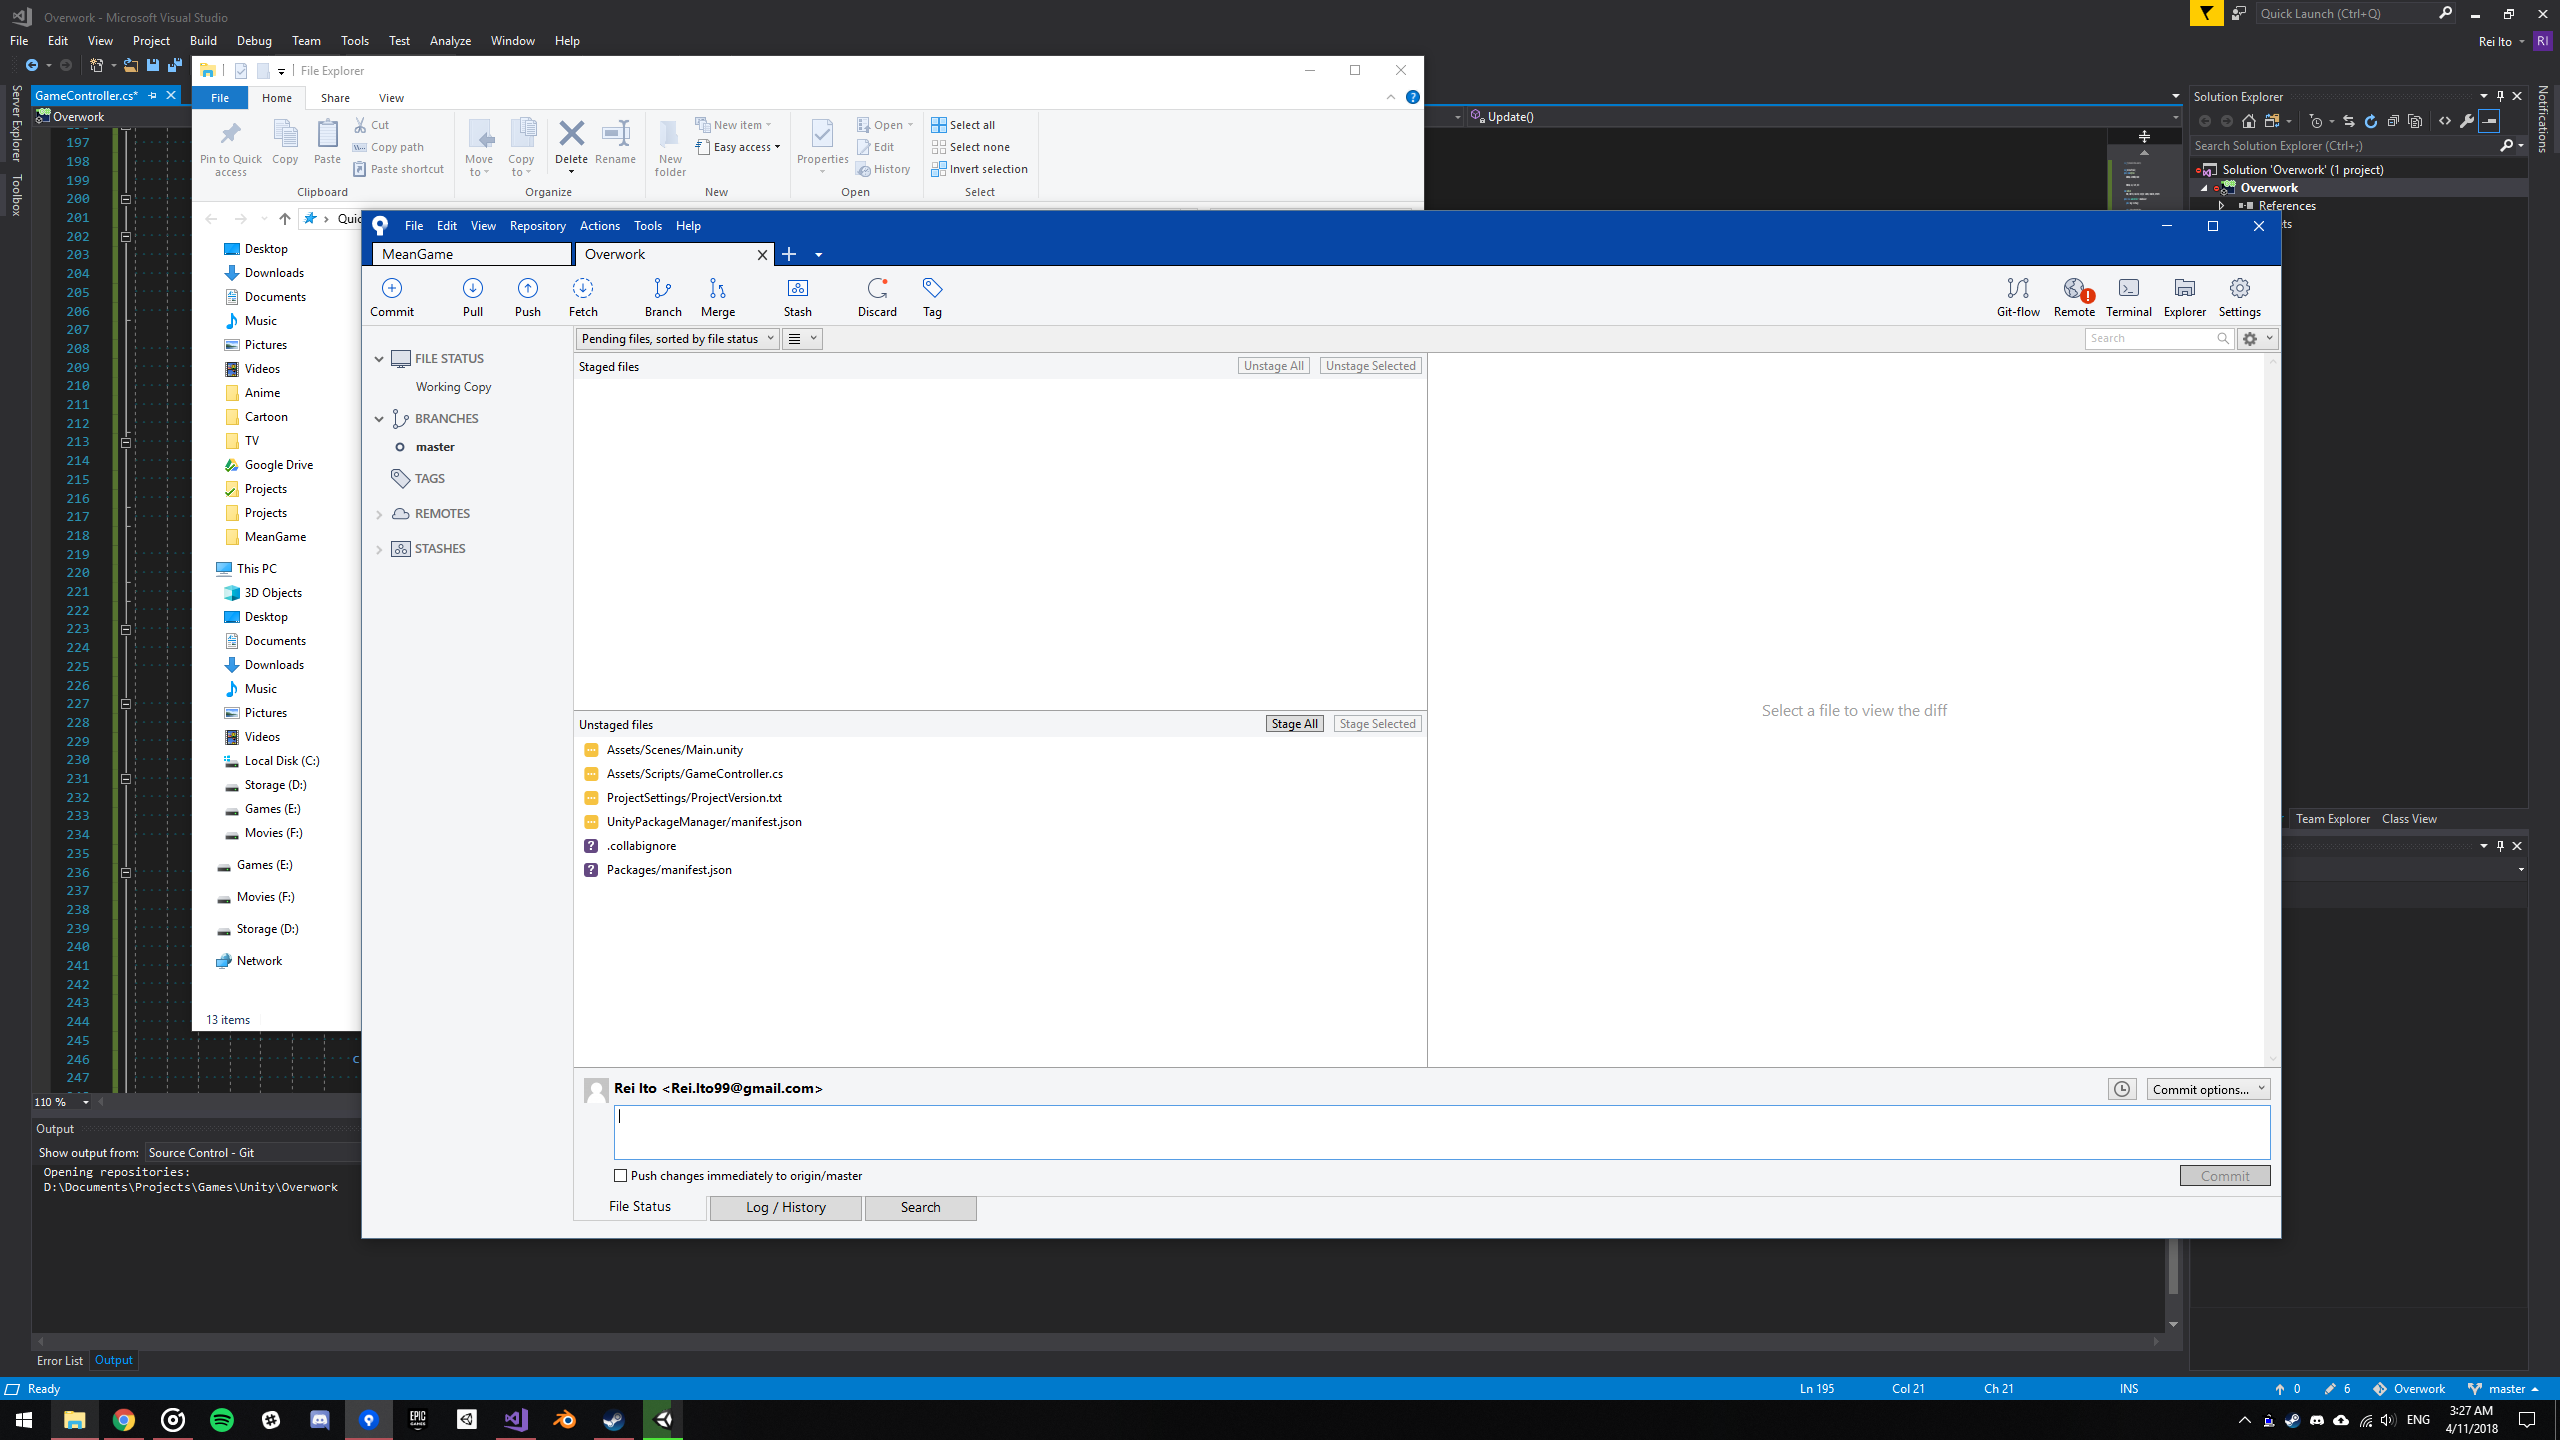 Overwork - Microsoft Visual Studio
Quick Launch (Ctrl+Q)
File Edit View Project Build Debug Team Tools Test Analyze Window Help
Rei Ito RI
File Explorer
Server Explorer
Toolbox
Notifications
GameController.cs*
Overwork
Update()
File Home Share View
Pin to Quick access
Copy
Paste
Cut
Copy path
Paste shortcut
Clipboard
Move to
Copy to
Delete
Rename
Organize
New folder
New item
Easy access
New
Properties
Open
Edit
History
Open
Select all
Select none
Invert selection
Select
Quic
Solution Explorer
Search Solution Explorer (Ctrl+;)
Solution 'Overwork' (1 project)
Overwork
References
ets
197
198
199
200
201
202
203
204
205
206
207
208
209
210
211
212
213
214
215
216
217
218
219
220
221
222
223
224
225
226
227
228
229
230
231
232
233
234
235
236
237
238
239
240
241
242
243
244
245
246
247
c
Desktop
Downloads
Documents
Music
Pictures
Videos
Anime
Cartoon
TV
Google Drive
Projects
Projects
MeanGame
This PC
3D Objects
Desktop
Documents
Downloads
Music
Pictures
Videos
Local Disk (C:)
Storage (D:)
Games (E:)
Movies (F:)
Games (E:)
Movies (F:)
Storage (D:)
Network
13 items
File Edit View Repository Actions Tools Help
MeanGame
Overwork
Commit Pull Push Fetch Branch Merge Stash Discard Tag
Git-flow Remote Terminal Explorer Settings
Pending files, sorted by file status
Search
FILE STATUS
Working Copy
BRANCHES
master
TAGS
REMOTES
STASHES
Staged files
Unstage All Unstage Selected
Select a file to view the diff
Unstaged files
Stage All Stage Selected
Assets/Scenes/Main.unity
Assets/Scripts/GameController.cs
ProjectSettings/ProjectVersion.txt
UnityPackageManager/manifest.json
.collabignore
Packages/manifest.json
Rei Ito <Rei.Ito99@gmail.com>
Commit options...
Push changes immediately to origin/master
Commit
File Status Log / History Search
Team Explorer Class View
110 %
Output
Show output from: Source Control - Git
Opening repositories:
D:\Documents\Projects\Games\Unity\Overwork
Error List Output
Ready
Ln 195 Col 21 Ch 21 INS
0 6 Overwork master
EPIC GAMES
ENG
3:27 AM
4/11/2018